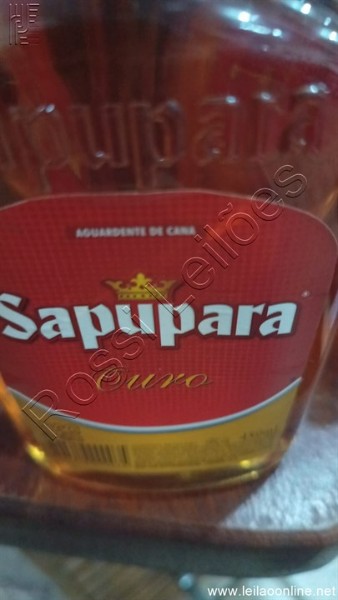 Sapupara
AGUARDENTE DE CANA
Sapupara
Ouro
Rossi Leilões
www.leilaoonline.net